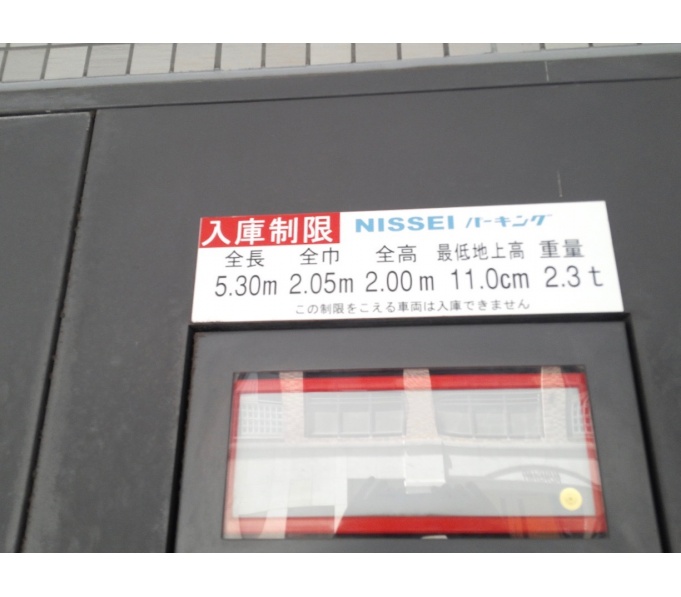 入庫制限 NISSEI パーキング
全長 全巾 全高 最低地上高 重量
5.30m 2.05m 2.00m 11.0cm 2.3t
この制限をこえる車両は入庫できません